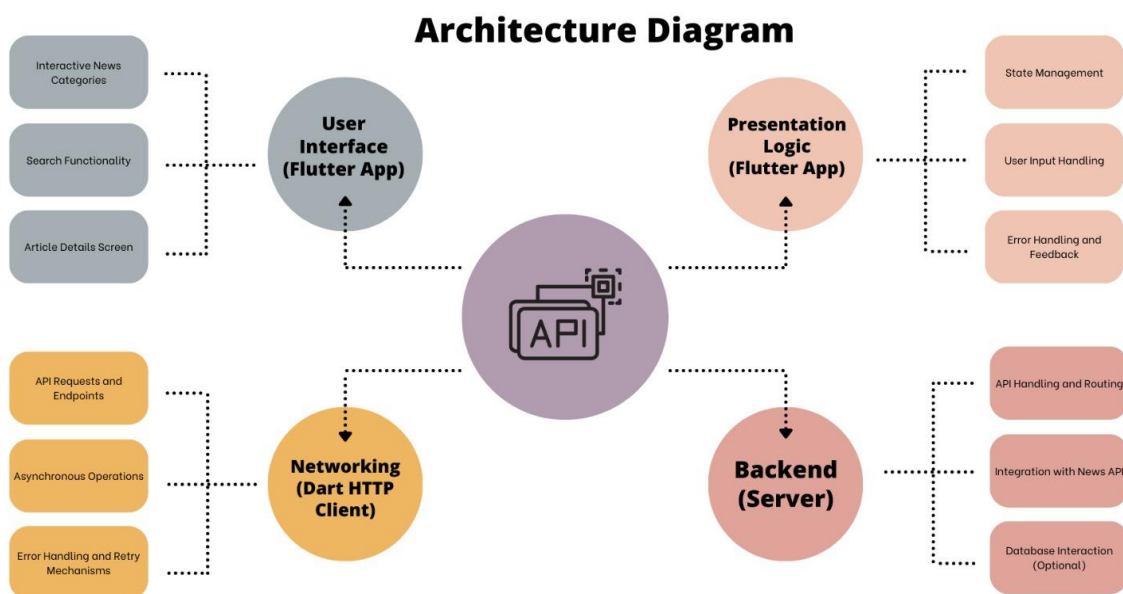 Architecture Diagram
Interactive News
Categories
Search Functionality
Article Details Screen
User
Interface
(Flutter App)
Presentation
Logic
(Flutter App)
State Management
User Input Handling
Error Handling and
Feedback
API
API Requests and
Endpoints
Asynchronous Operations
Error Handling and Retry
Mechanisms
Networking
(Dart HTTP
Client)
Backend
(Server)
API Handling and Routing
Integration with News API
Database Interaction
(Optional)